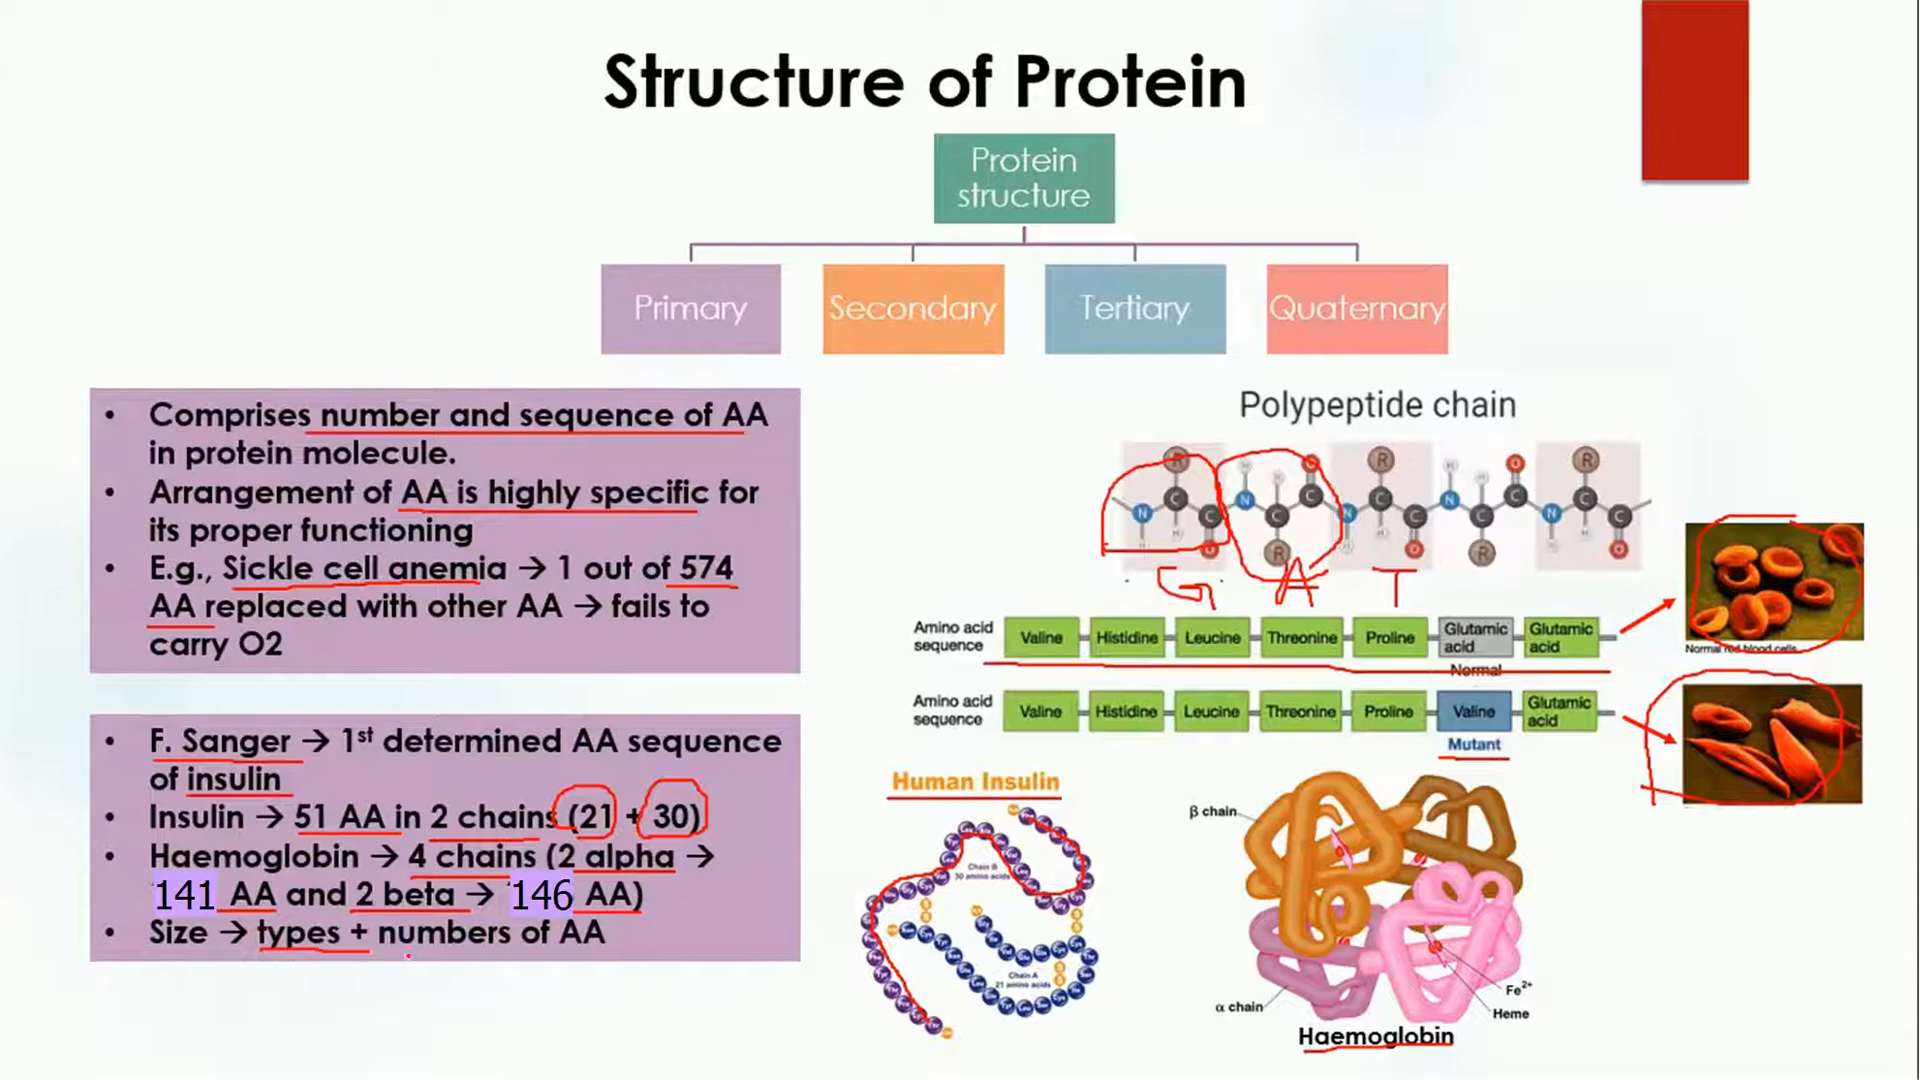 Structure of Protein
Protein
structure
Primary
Secondary
Tertiary
Quaternary
• Comprises number and sequence of AA
in protein molecule.
• Arrangement of AA is highly specific for
its proper functioning
• E.g., Sickle cell anemia → 1 out of 574
AA replaced with other AA → fails to
carry O2
• F. Sanger → 1st determined AA sequence
of insulin
• Insulin → 51 AA in 2 chains (21 + 30)
• Haemoglobin → 4 chains (2 alpha →
141 AA and 2 beta → 146 AA)
• Size → types + numbers of AA
Polypeptide chain
R H O R H O R
N C C N C C N C C N C C N C C
H H O R H H O R H H O
G A T
Amino acid
sequence
Valine
Histidine
Leucine
Threonine
Proline
Glutamic
acid
Glutamic
acid
Normal
Normal red blood cells
Amino acid
sequence
Valine
Histidine
Leucine
Threonine
Proline
Valine
Glutamic
acid
Mutant
Human Insulin
Chain B
30 amino acids
Chain A
21 amino acids
β chain
α chain
Fe2+
Heme
Haemoglobin